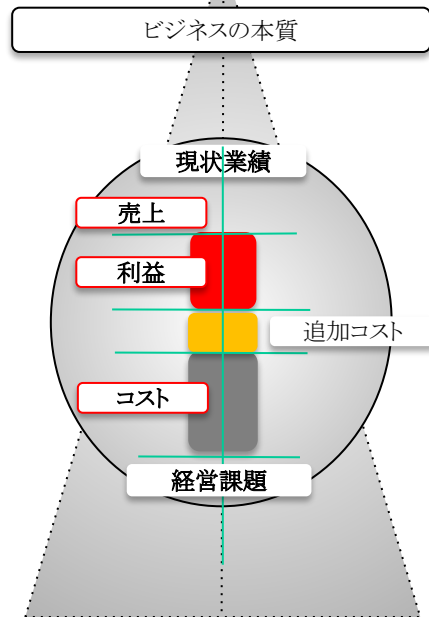 ビジネスの本質
現状業績
売上
利益
追加コスト
コスト
経営課題